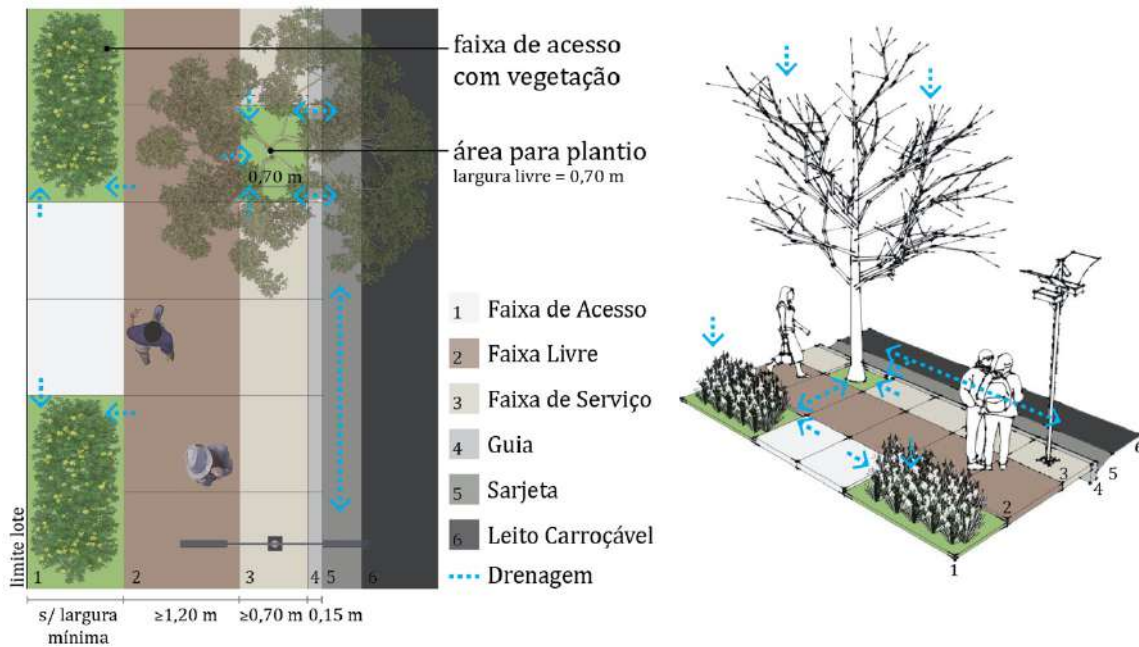 faixa de acesso
com vegetação
área para plantio
largura livre = 0,70 m
0,70 m
1 Faixa de Acesso
2 Faixa Livre
3 Faixa de Serviço
4 Guia
5 Sarjeta
6 Leito Carroçável
Drenagem
limite lote
1 2 3 4 5 6
s/ largura
mínima
≥1,20 m
≥0,70 m
0,15 m
1
2
3
4
5
6